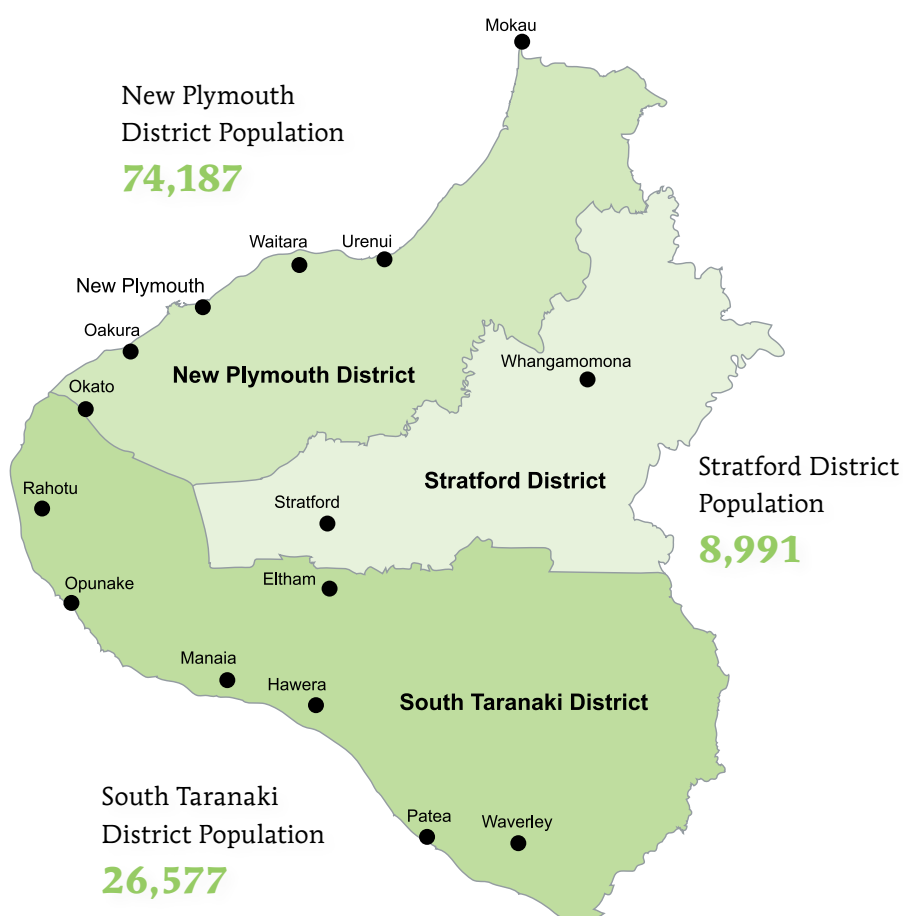 Mokau
New Plymouth
District Population
74,187
Waitara
Urenui
New Plymouth
Oakura
New Plymouth District
Whangamomona
Okato
Stratford District
Population
8,991
Stratford District
Rahotu
Stratford
Eltham
Opunake
Manaia
Hawera
South Taranaki District
South Taranaki
District Population
26,577
Patea
Waverley